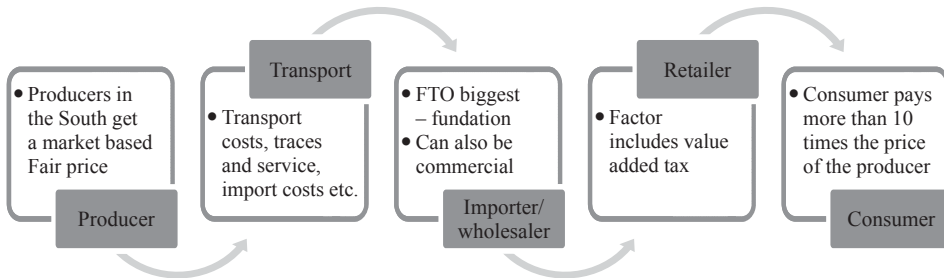 • Producers in
the South get
a market based
Fair price
Producer
Transport
• Transport
costs, traces
and service,
import costs etc.
• FTO biggest
– fundation
• Can also be
commercial
Importer/
wholesaler
Retailer
• Factor
includes value
added tax
• Consumer pays
more than 10
times the price
of the producer
Consumer